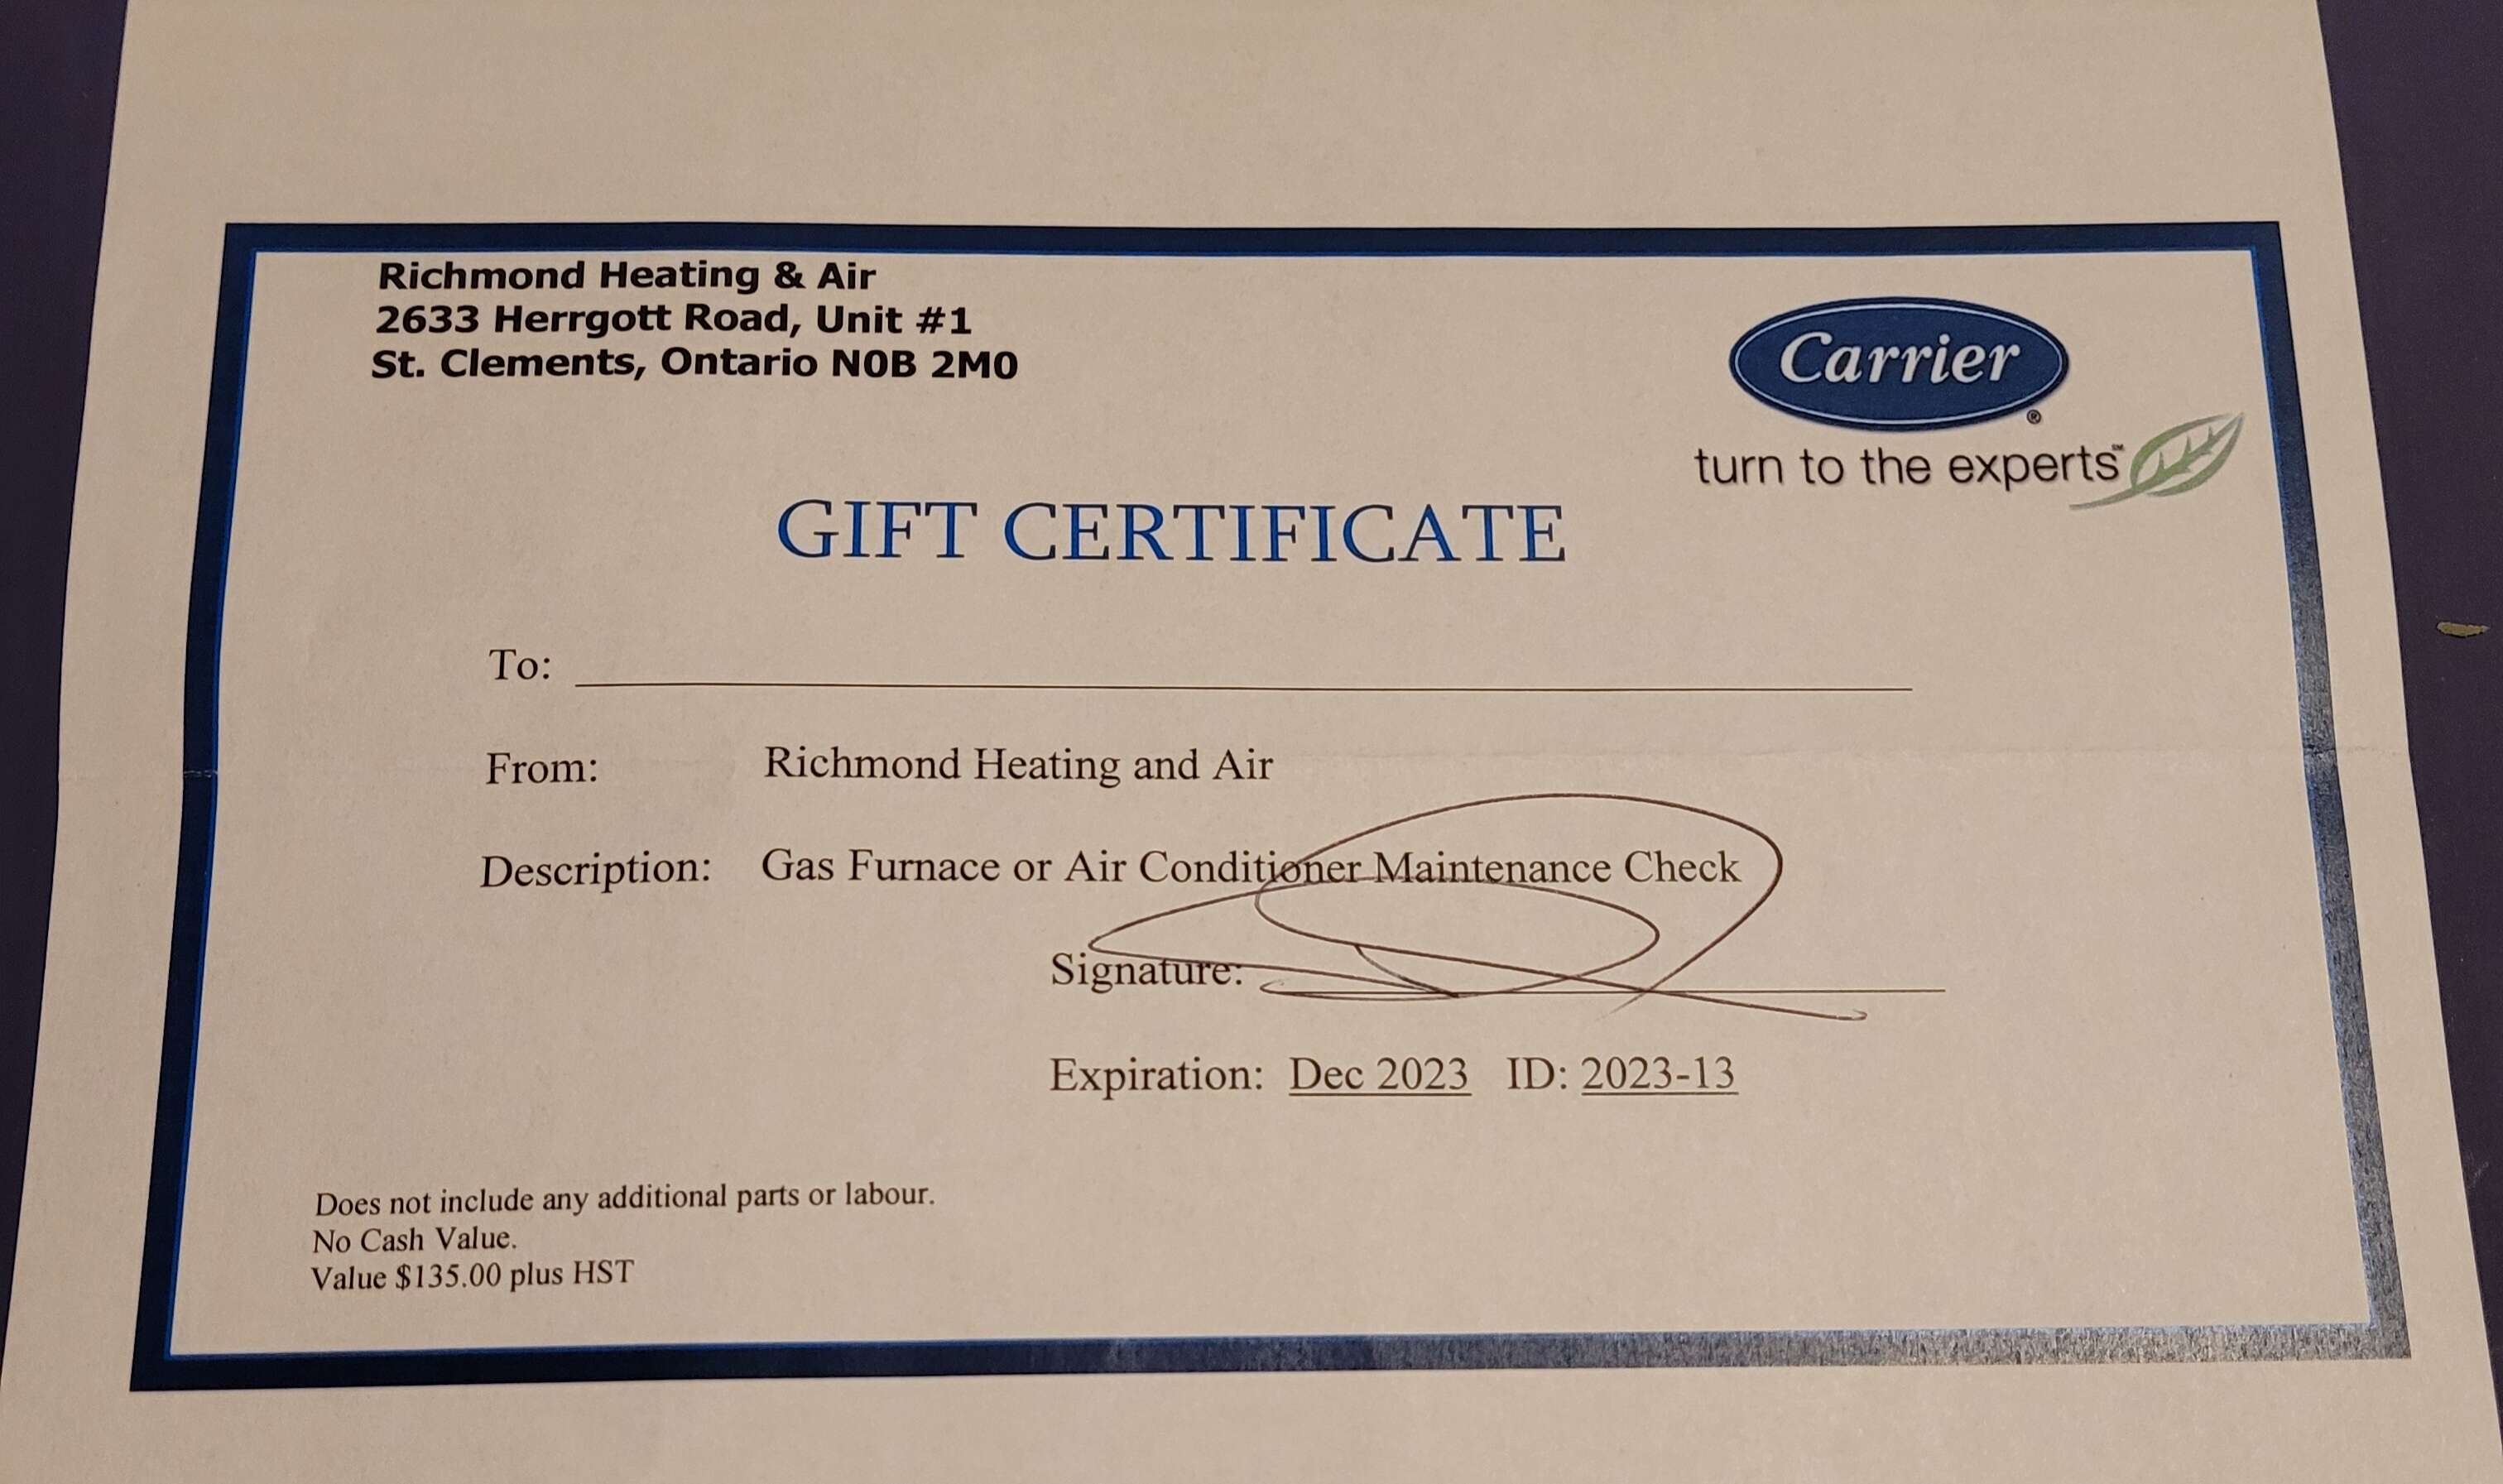 Richmond Heating & Air
2633 Herrgott Road, Unit #1
St. Clements, Ontario N0B 2M0
Carrier
®
turn to the experts℠
GIFT CERTIFICATE
To:
From: Richmond Heating and Air
Description: Gas Furnace or Air Conditioner Maintenance Check
Signature:
Expiration: Dec 2023 ID: 2023-13
Does not include any additional parts or labour.
No Cash Value.
Value $135.00 plus HST